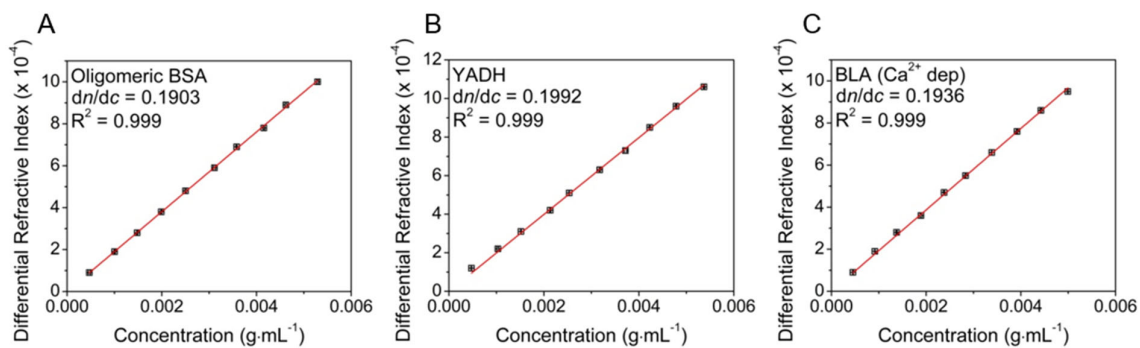 A
Differential Refractive Index (x 10⁻⁴)
10
8
6
4
2
0
Oligomeric BSA
dn/dc = 0.1903
R² = 0.999
0.000
0.002
0.004
0.006
Concentration (g·mL⁻¹)
B
Differential Refractive Index (x 10⁻⁴)
12
10
8
6
4
2
0
YADH
dn/dc = 0.1992
R² = 0.999
0.000
0.002
0.004
0.006
Concentration (g·mL⁻¹)
C
Differential Refractive Index (x 10⁻⁴)
10
8
6
4
2
0
BLA (Ca²⁺ dep)
dn/dc = 0.1936
R² = 0.999
0.000
0.002
0.004
0.006
Concentration (g·mL⁻¹)